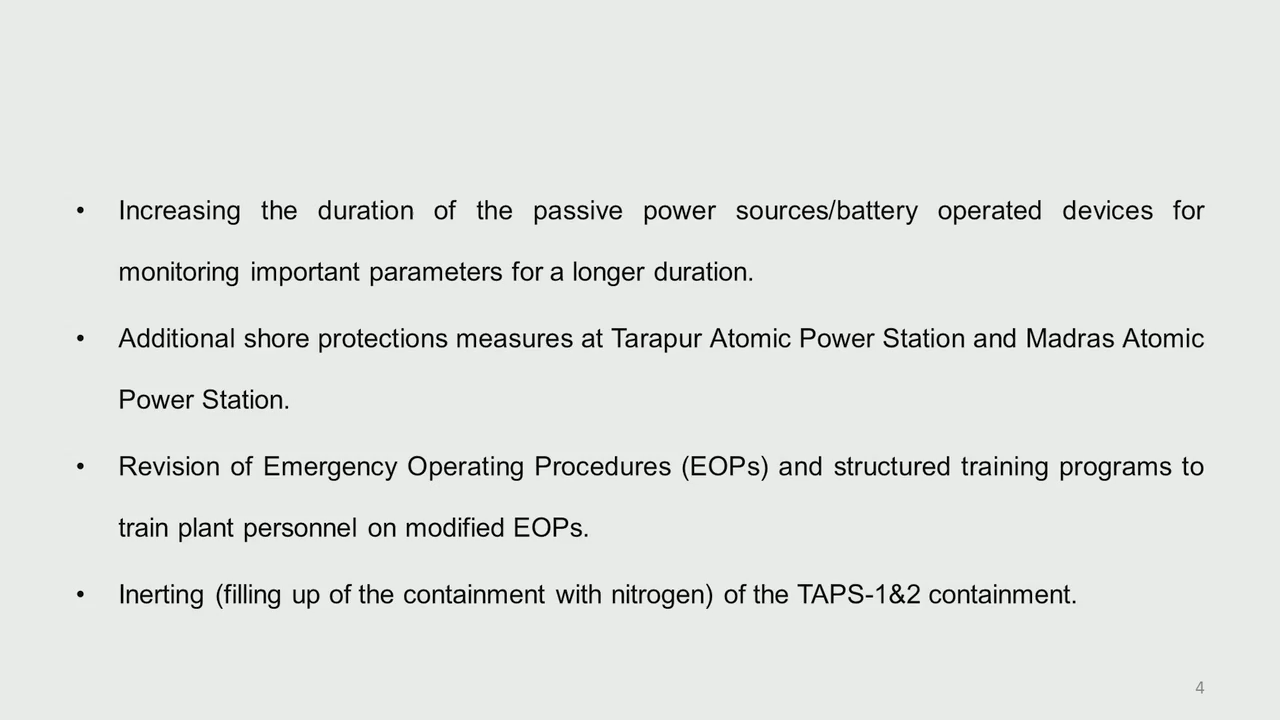 • Increasing the duration of the passive power sources/battery operated devices for
monitoring important parameters for a longer duration.
• Additional shore protections measures at Tarapur Atomic Power Station and Madras Atomic
Power Station.
• Revision of Emergency Operating Procedures (EOPs) and structured training programs to
train plant personnel on modified EOPs.
• Inerting (filling up of the containment with nitrogen) of the TAPS-1&2 containment.
4